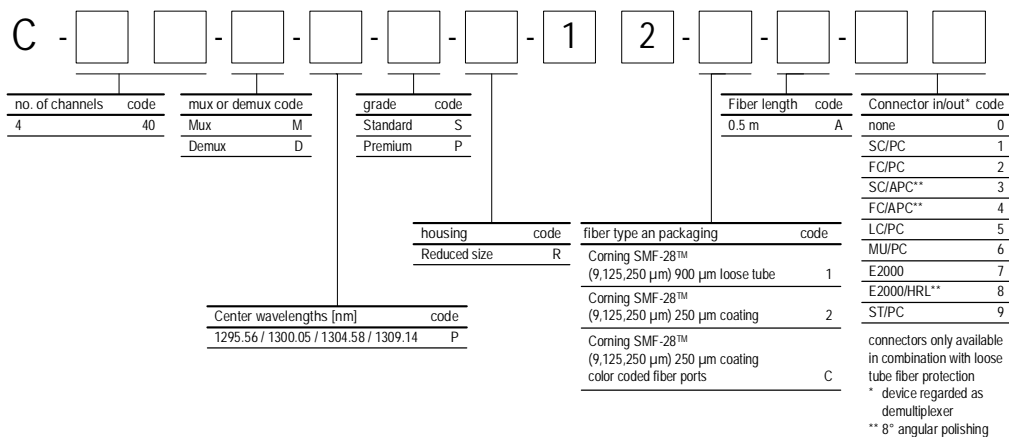 C - - - - - - 1 2 - - -
no. of channels code
4 40
mux or demux code
Mux M
Demux D
grade code
Standard S
Premium P
Fiber length code
0.5 m A
Connector in/out* code
none 0
SC/PC 1
FC/PC 2
SC/APC** 3
FC/APC** 4
LC/PC 5
MU/PC 6
E2000 7
E2000/HRL** 8
ST/PC 9
connectors only available
in combination with loose
tube fiber protection
* device regarded as
demultiplexer
** 8° angular polishing
housing code
Reduced size R
fiber type an packaging code
Corning SMF-28™
(9,125,250 µm) 900 µm loose tube 1
Corning SMF-28™
(9,125,250 µm) 250 µm coating 2
Corning SMF-28™
(9,125,250 µm) 250 µm coating
color coded fiber ports C
Center wavelengths [nm] code
1295.56 / 1300.05 / 1304.58 / 1309.14 P